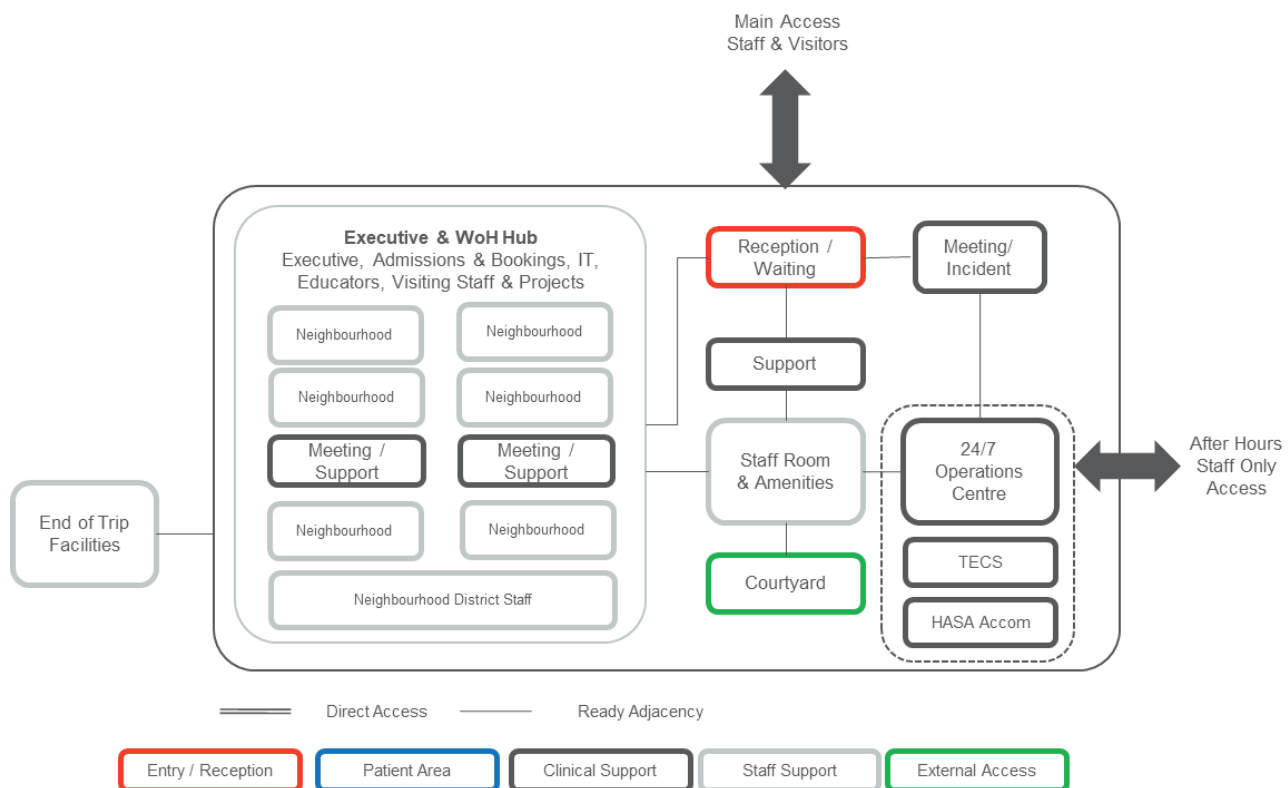 Main Access
Staff & Visitors
Executive & WoH Hub
Executive, Admissions & Bookings, IT,
Educators, Visiting Staff & Projects
Neighbourhood
Neighbourhood
Neighbourhood
Neighbourhood
Meeting /
Support
Meeting /
Support
Neighbourhood
Neighbourhood
Neighbourhood District Staff
End of Trip
Facilities
Reception /
Waiting
Meeting/
Incident
Support
Staff Room
& Amenities
24/7
Operations
Centre
After Hours
Staff Only
Access
Courtyard
TECS
HASA Accom
Direct Access
Ready Adjacency
Entry / Reception
Patient Area
Clinical Support
Staff Support
External Access